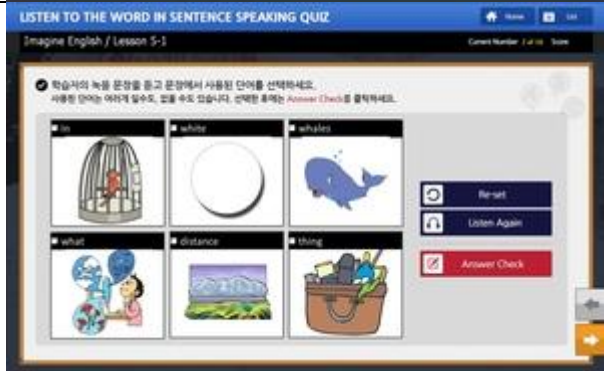 LISTEN TO THE WORD IN SENTENCE SPEAKING QUIZ
Home
List
Imagine English / Lesson 5-1
Current Number 2 of 10 Score
학습자의 녹음 문장을 듣고 문장에서 사용된 단어를 선택하세요.
사용된 단어는 여러개 일수도, 없을 수도 있습니다. 선택한 후에는 Answer Check를 클릭하세요.
in
white
whales
Re-set
Listen Again
what
distance
thing
Answer Check